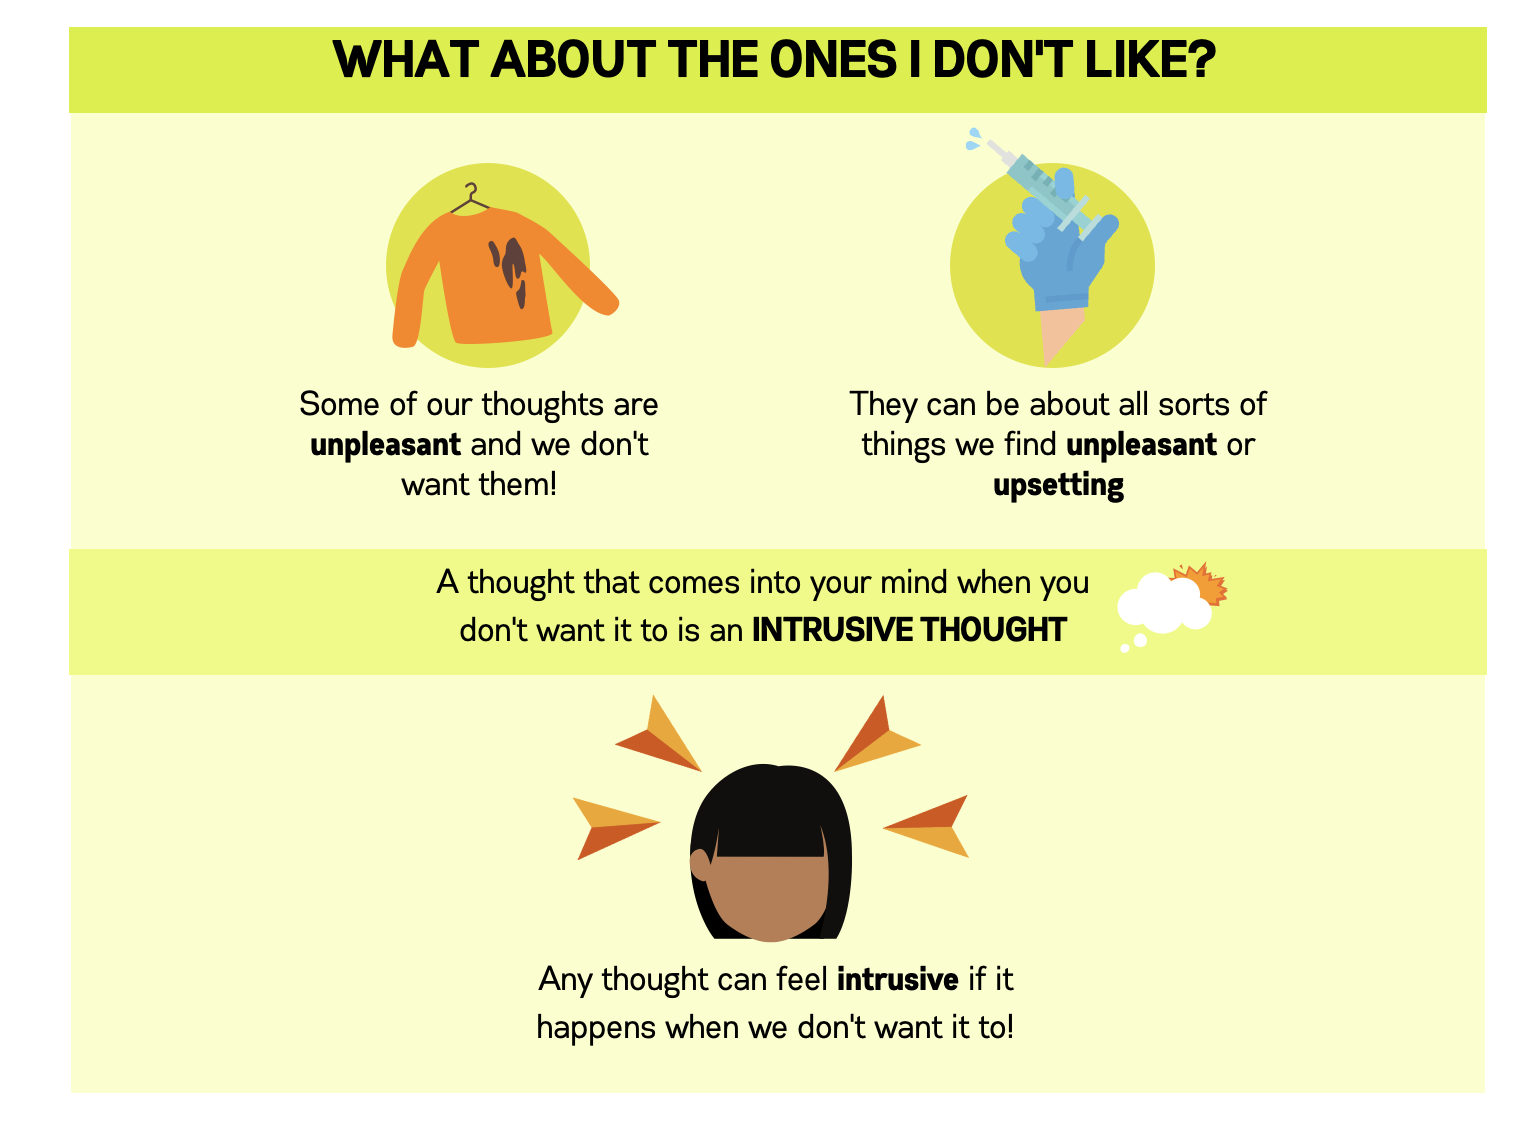 WHAT ABOUT THE ONES I DON'T LIKE?
Some of our thoughts are
unpleasant and we don't
want them!
They can be about all sorts of
things we find unpleasant or
upsetting
A thought that comes into your mind when you
don't want it to is an INTRUSIVE THOUGHT
Any thought can feel intrusive if it
happens when we don't want it to!